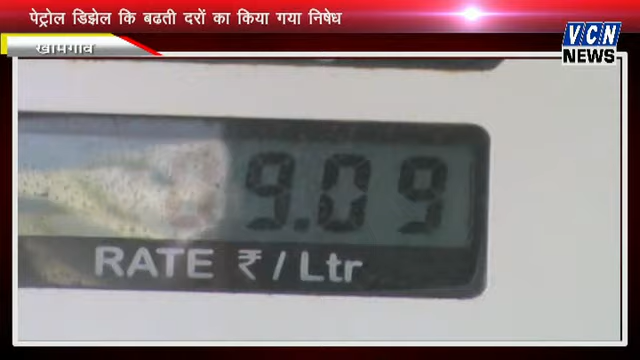 पेट्रोल डिझेल कि बढती दरों का किया गया निषेध
खामगांव
VCN
NEWS
9.09
RATE ₹/Ltr